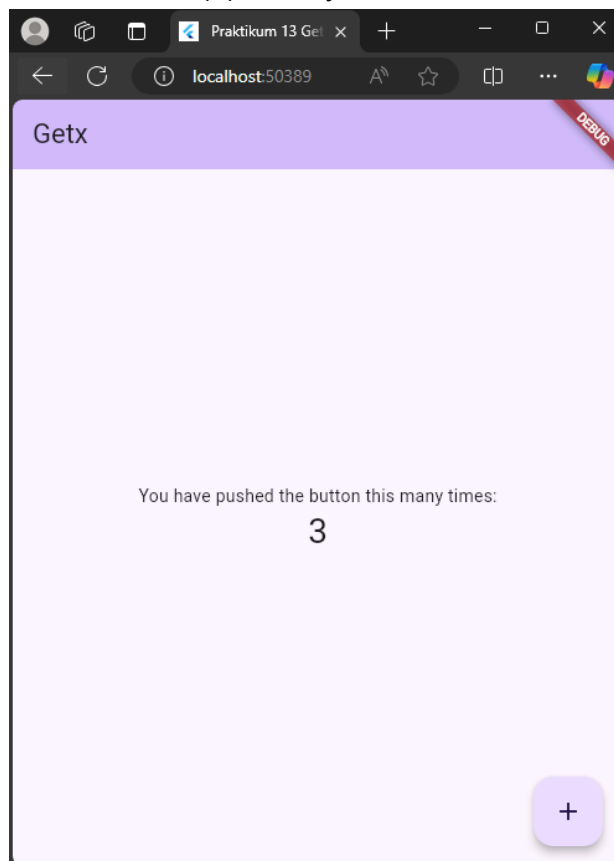 Praktikum 13 Get
localhost:50389
Getx
DEBUG
You have pushed the button this many times:
3